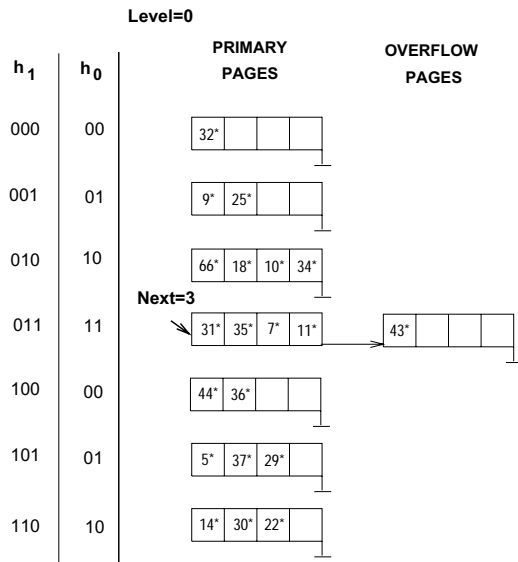 Level=0
PRIMARY OVERFLOW
PAGES PAGES
h1 h0
000 00 32*
001 01 9* 25*
010 10 66* 18* 10* 34*
Next=3
011 11 31* 35* 7* 11* 43*
100 00 44* 36*
101 01 5* 37* 29*
110 10 14* 30* 22*